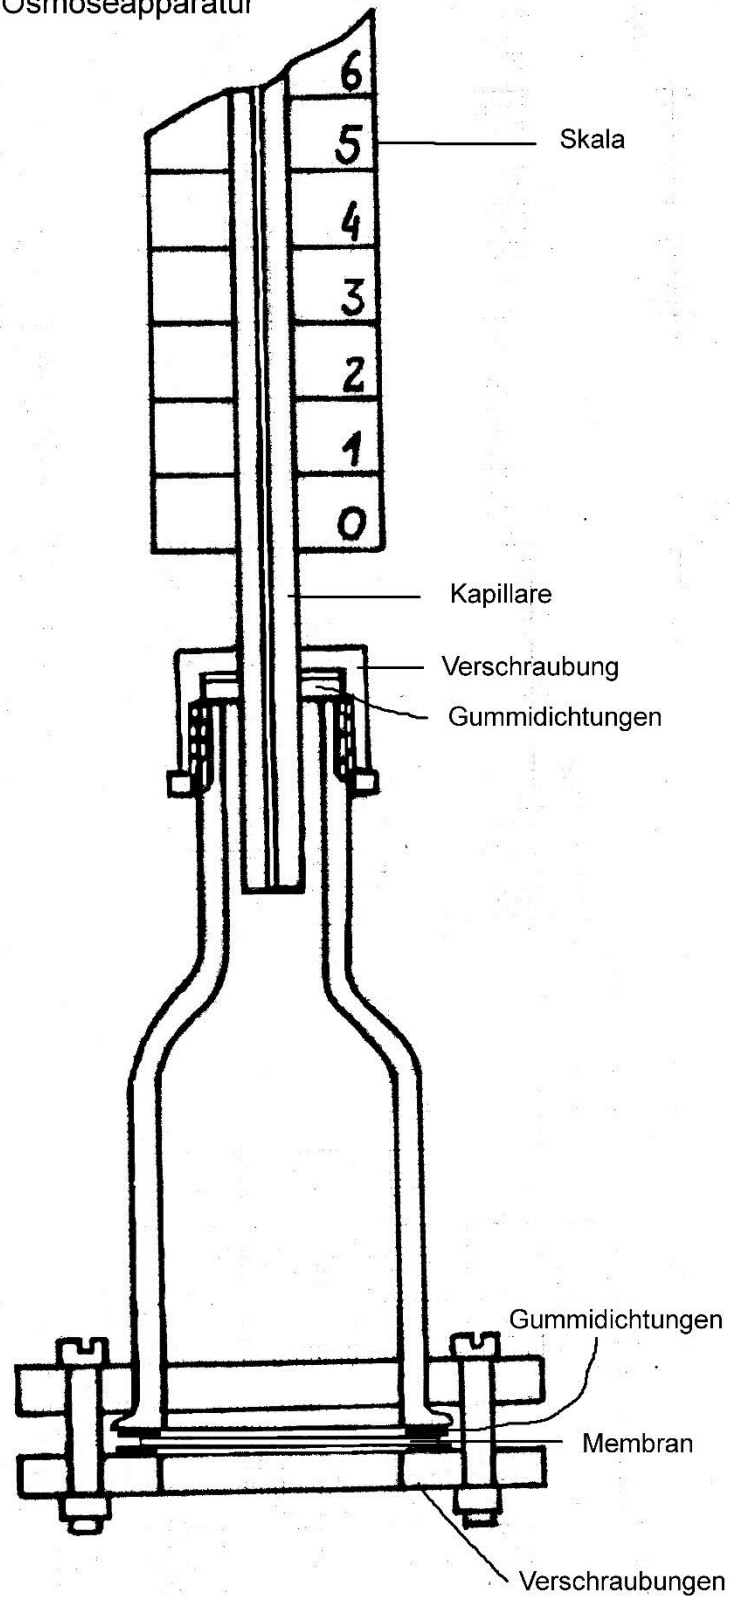 Osmoseapparatur
6
5
Skala
4
3
2
1
0
Kapillare
Verschraubung
Gummidichtungen
Gummidichtungen
Membran
Verschraubungen